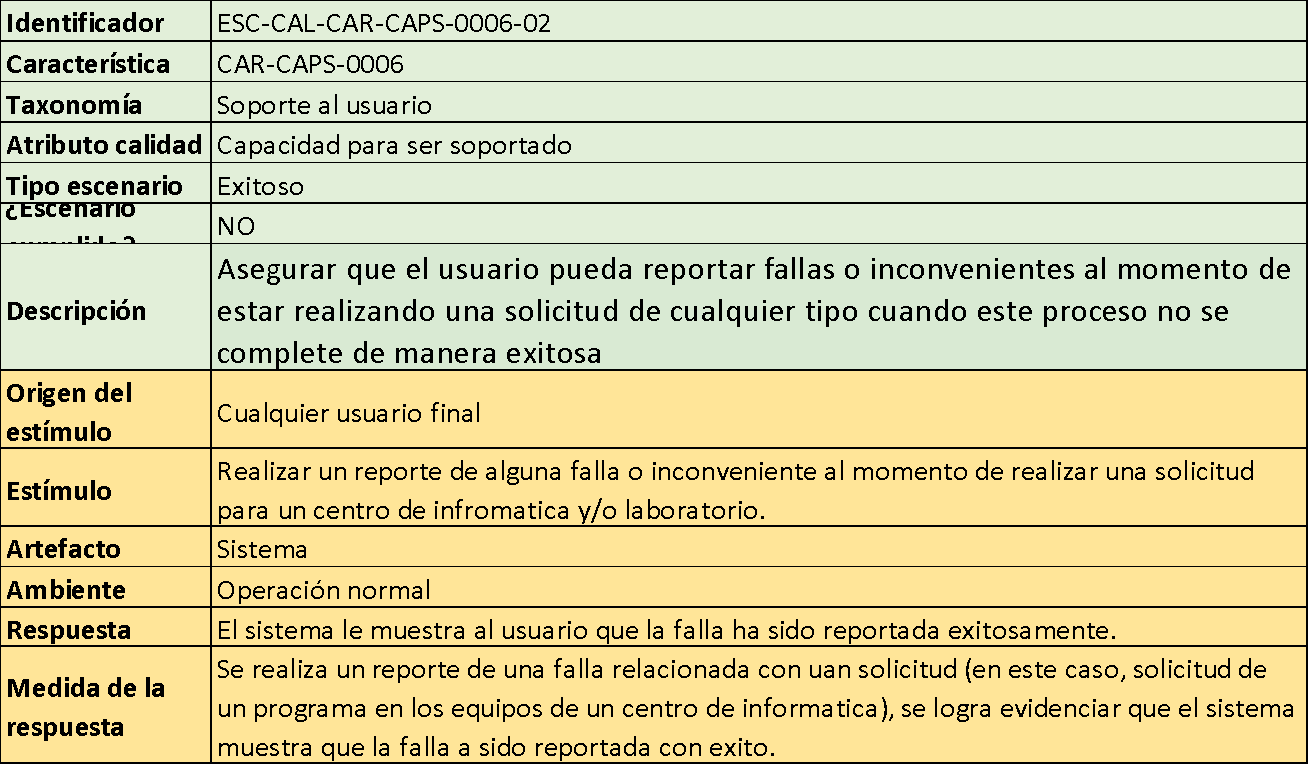 Identificador ESC-CAL-CAR-CAPS-0006-02
Característica CAR-CAPS-0006
Taxonomía Soporte al usuario
Atributo calidad Capacidad para ser soportado
Tipo escenario Exitoso
¿Escenario
NO
Descripción
Asegurar que el usuario pueda reportar fallas o inconvenientes al momento de
estar realizando una solicitud de cualquier tipo cuando este proceso no se
complete de manera exitosa
Origen del
estímulo
Cualquier usuario final
Estímulo
Realizar un reporte de alguna falla o inconveniente al momento de realizar una solicitud
para un centro de infromatica y/o laboratorio.
Artefacto Sistema
Ambiente Operación normal
Respuesta El sistema le muestra al usuario que la falla ha sido reportada exitosamente.
Medida de la
respuesta
Se realiza un reporte de una falla relacionada con uan solicitud (en este caso, solicitud de
un programa en los equipos de un centro de informatica), se logra evidenciar que el sistema
muestra que la falla a sido reportada con exito.